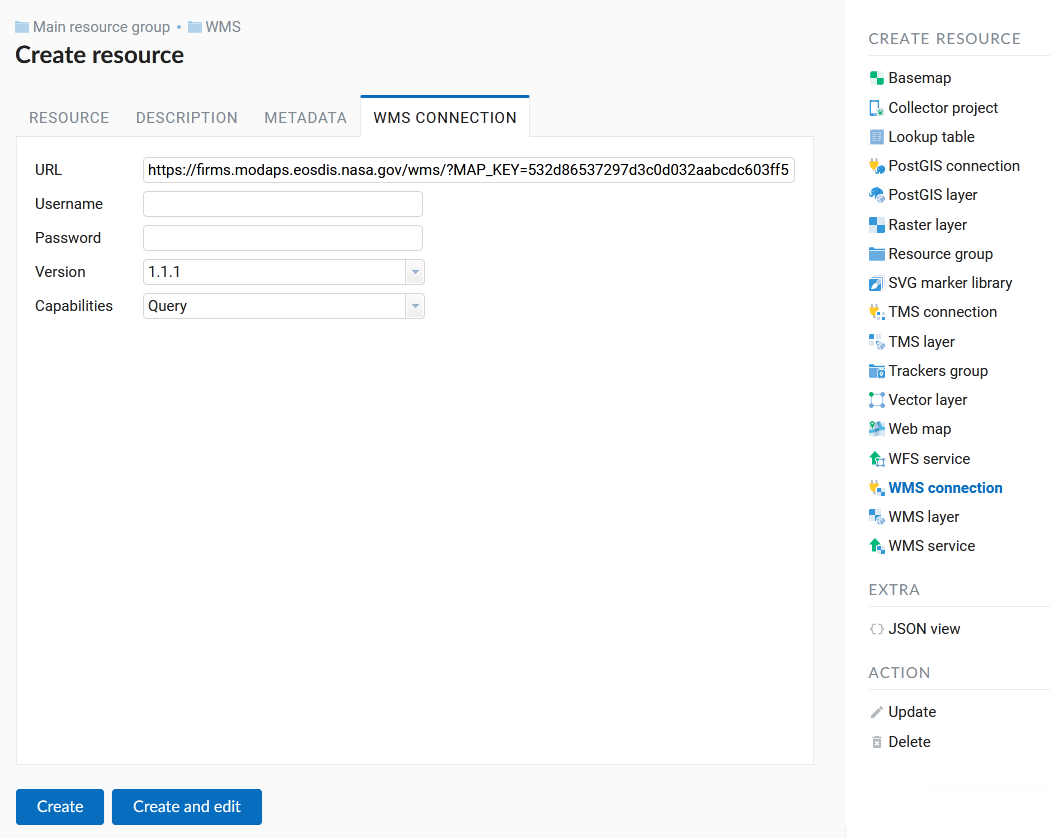 Main resource group • WMS
Create resource
RESOURCE DESCRIPTION METADATA WMS CONNECTION
URL https://firms.modaps.eosdis.nasa.gov/wms/?MAP_KEY=532d86537297d3c0d032aabcdc603ff5
Username
Password
Version 1.1.1
Capabilities Query
Create Create and edit
CREATE RESOURCE
Basemap
Collector project
Lookup table
PostGIS connection
PostGIS layer
Raster layer
Resource group
SVG marker library
TMS connection
TMS layer
Trackers group
Vector layer
Web map
WFS service
WMS connection
WMS layer
WMS service
EXTRA
JSON view
ACTION
Update
Delete